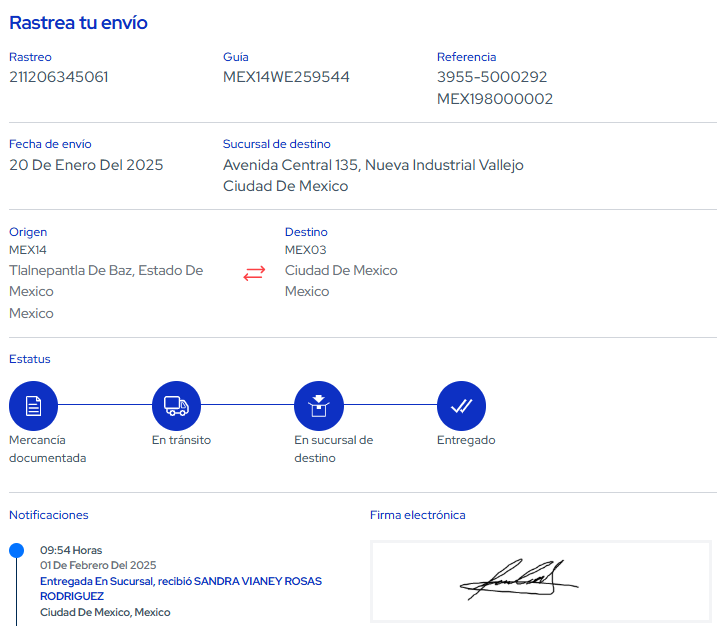 Rastrea tu envío
Rastreo
211206345061
Guía
MEX14WE259544
Referencia
3955-5000292
MEX198000002
Fecha de envío
20 De Enero Del 2025
Sucursal de destino
Avenida Central 135, Nueva Industrial Vallejo
Ciudad De Mexico
Origen
MEX14
Tlalnepantla De Baz, Estado De
Mexico
Mexico
Destino
MEX03
Ciudad De Mexico
Mexico
Estatus
Mercancía
documentada
En tránsito
En sucursal de
destino
Entregado
Notificaciones
09:54 Horas
01 De Febrero Del 2025
Entregada En Sucursal, recibió SANDRA VIANEY ROSAS
RODRIGUEZ
Ciudad De Mexico, Mexico
Firma electrónica